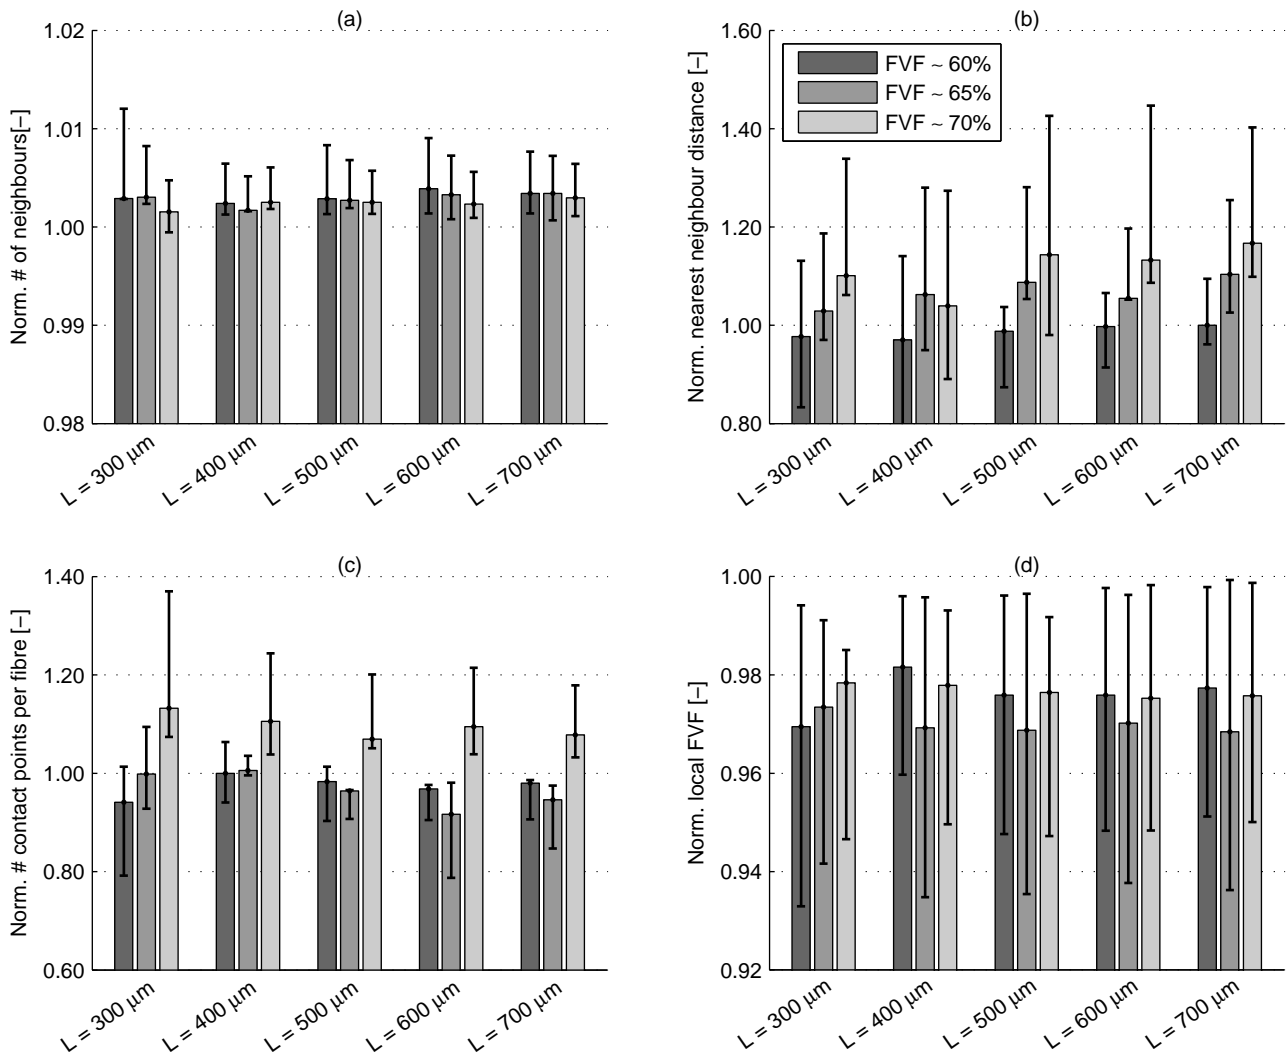 (a)
1.02
1.01
1.00
0.99
0.98
Norm. # of neighbours[–]
L = 300 μm
L = 400 μm
L = 500 μm
L = 600 μm
L = 700 μm
(b)
1.60
1.40
1.20
1.00
0.80
Norm. nearest neighbour distance [–]
FVF ~ 60%
FVF ~ 65%
FVF ~ 70%
L = 300 μm
L = 400 μm
L = 500 μm
L = 600 μm
L = 700 μm
(c)
1.40
1.20
1.00
0.80
0.60
Norm. # contact points per fibre [–]
L = 300 μm
L = 400 μm
L = 500 μm
L = 600 μm
L = 700 μm
(d)
1.00
0.98
0.96
0.94
0.92
Norm. local FVF [–]
L = 300 μm
L = 400 μm
L = 500 μm
L = 600 μm
L = 700 μm